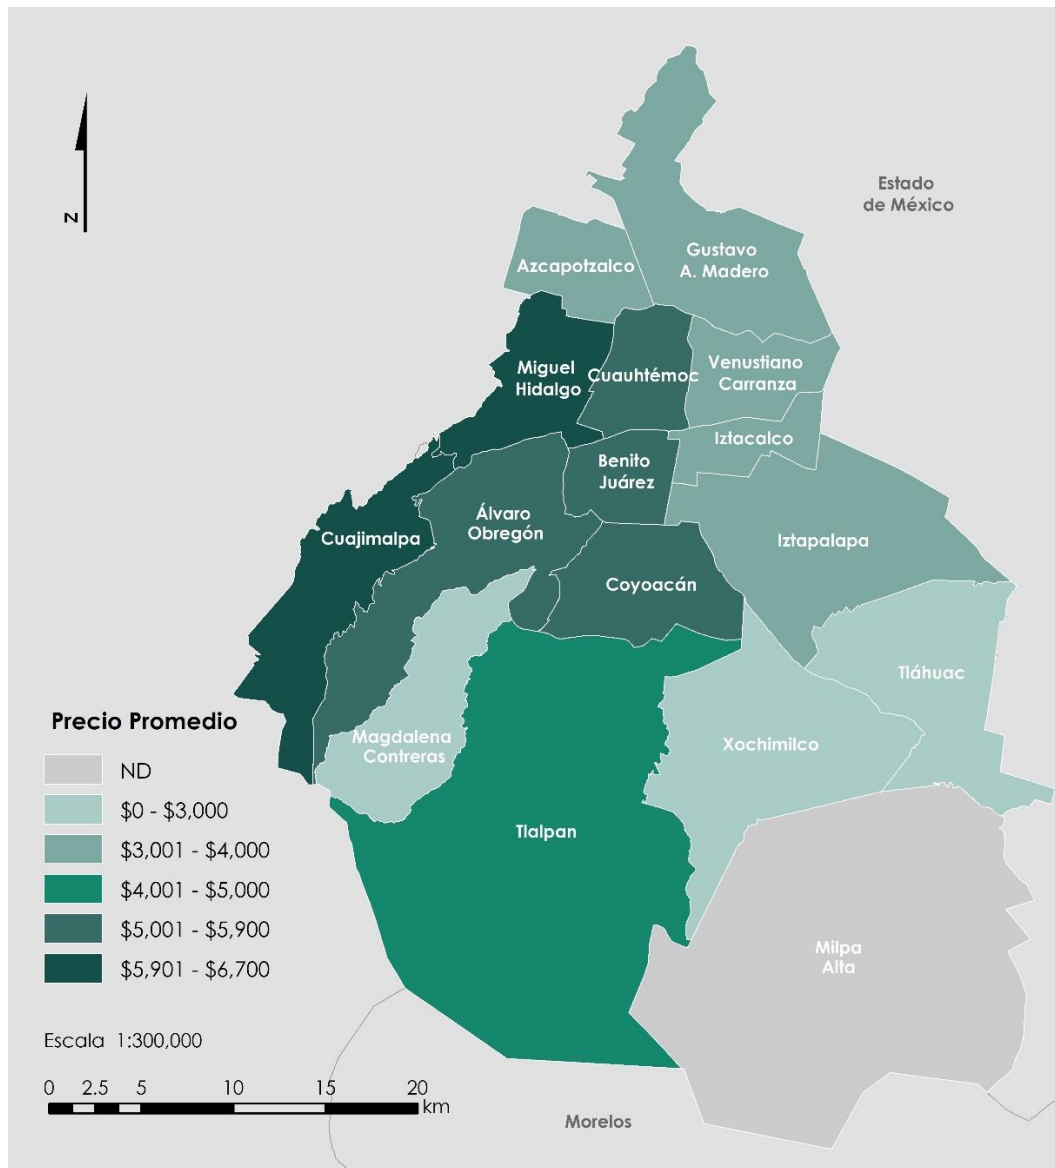 Estado
de México
Gustavo
A. Madero
Azcapotzalco
N
Miguel
Hidalgo
Cuauhtémoc
Venustiano
Carranza
Iztacalco
Benito
Juárez
Álvaro
Obregón
Cuajimalpa
Iztapalapa
Coyoacán
Tláhuac
Xochimilco
Magdalena
Contreras
Tlalpan
Milpa
Alta
Precio Promedio
ND
$0 - $3,000
$3,001 - $4,000
$4,001 - $5,000
$5,001 - $5,900
$5,901 - $6,700
Escala 1:300,000
0 2.5 5 10 15 20
km
Morelos